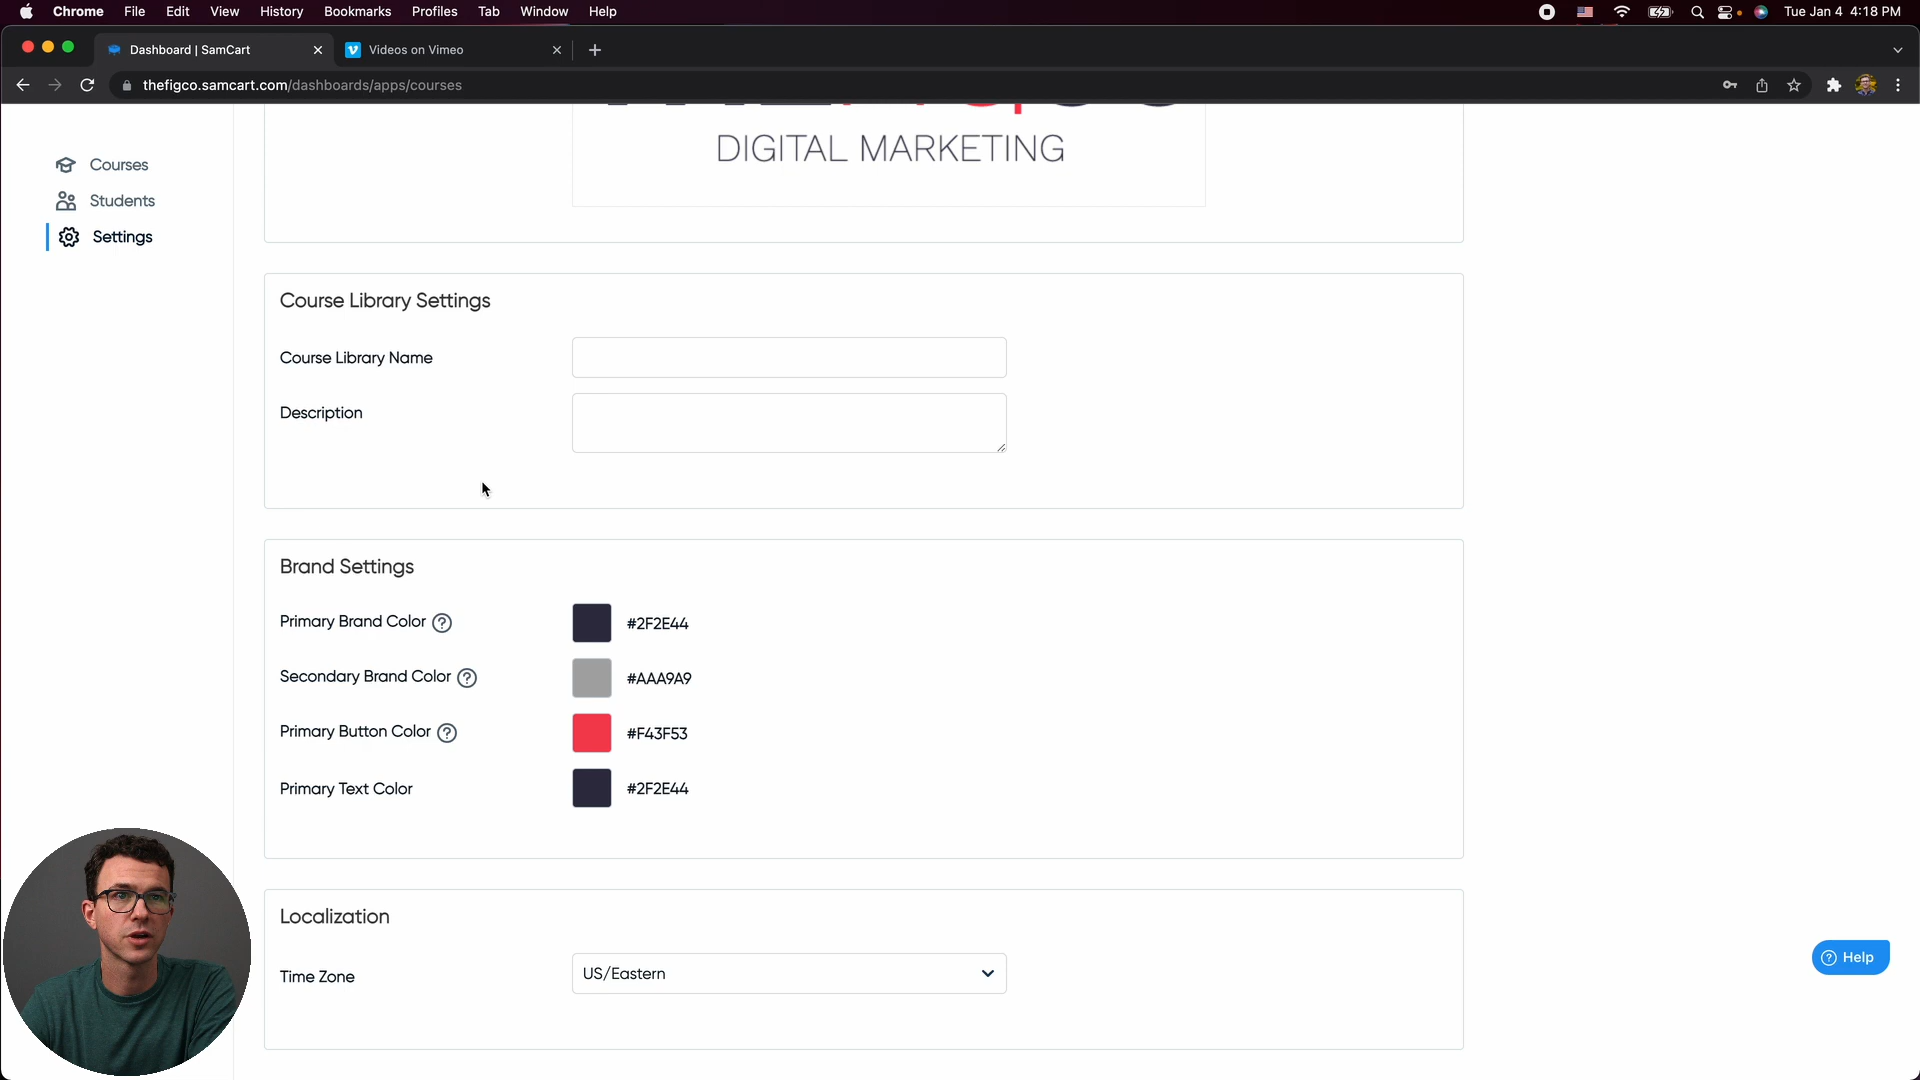 Chrome File Edit View History Bookmarks Profiles Tab Window Help Tue Jan 4 4:18 PM
Dashboard | SamCart Videos on Vimeo
thefigco.samcart.com/dashboards/apps/courses
DIGITAL MARKETING
Courses
Students
Settings
Course Library Settings
Course Library Name
Description
Brand Settings
Primary Brand Color ? #2F2E44
Secondary Brand Color ? #AAA9A9
Primary Button Color ? #F43F53
Primary Text Color #2F2E44
Localization
Time Zone US/Eastern
? Help